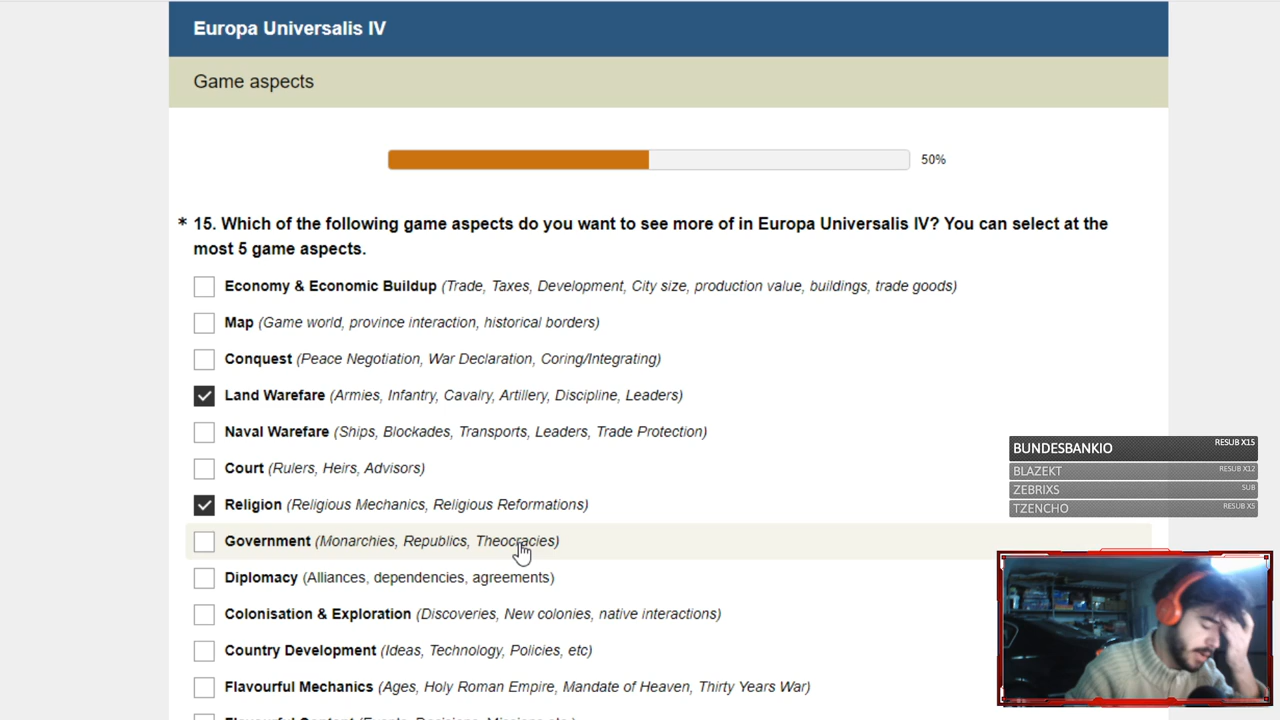 Europa Universalis IV
Game aspects
50%
* 15. Which of the following game aspects do you want to see more of in Europa Universalis IV? You can select at the
most 5 game aspects.
Economy & Economic Buildup (Trade, Taxes, Development, City size, production value, buildings, trade goods)
Map (Game world, province interaction, historical borders)
Conquest (Peace Negotiation, War Declaration, Coring/Integrating)
Land Warefare (Armies, Infantry, Cavalry, Artillery, Discipline, Leaders)
Naval Warefare (Ships, Blockades, Transports, Leaders, Trade Protection)
Court (Rulers, Heirs, Advisors)
Religion (Religious Mechanics, Religious Reformations)
Government (Monarchies, Republics, Theocracies)
Diplomacy (Alliances, dependencies, agreements)
Colonisation & Exploration (Discoveries, New colonies, native interactions)
Country Development (Ideas, Technology, Policies, etc)
Flavourful Mechanics (Ages, Holy Roman Empire, Mandate of Heaven, Thirty Years War)
BUNDESBANKIO RESUB X15
BLAZEKT RESUB X12
ZEBRIXS SUB
TZENCHO RESUB X5